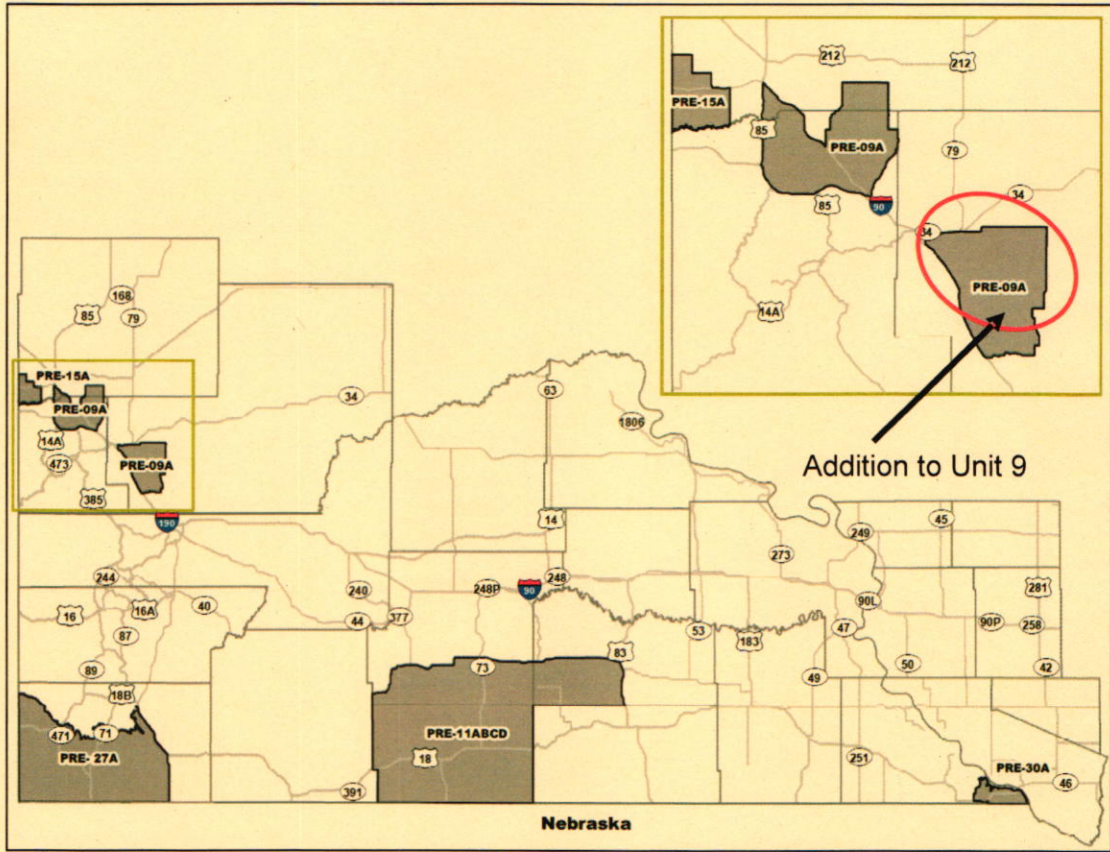 212
212
PRE-15A
85
PRE-09A
79
85
90
34
34
PRE-09A
14A
Addition to Unit 9
168
85
79
PRE-15A
PRE-09A
14A
473
PRE-09A
385
190
34
63
1806
14
273
249
45
244
240
248P
90
248
281
16
16A
40
44
377
90L
90P
258
87
53
183
47
83
89
73
49
50
42
18B
471
71
PRE- 27A
PRE-11ABCD
18
251
PRE-30A
46
391
Nebraska